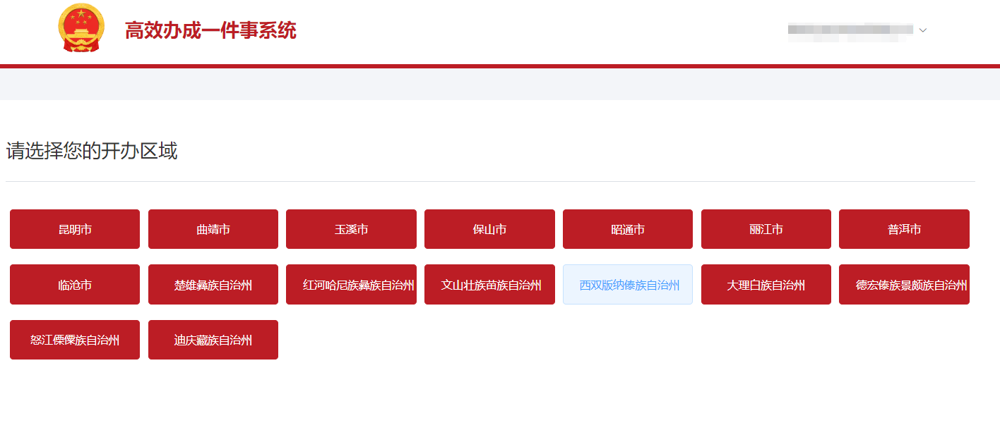 高效办成一件事系统
请选择您的开办区域
昆明市
曲靖市
玉溪市
保山市
昭通市
丽江市
普洱市
临沧市
楚雄彝族自治州
红河哈尼族彝族自治州
文山壮族苗族自治州
西双版纳傣族自治州
大理白族自治州
德宏傣族景颇族自治州
怒江傈僳族自治州
迪庆藏族自治州